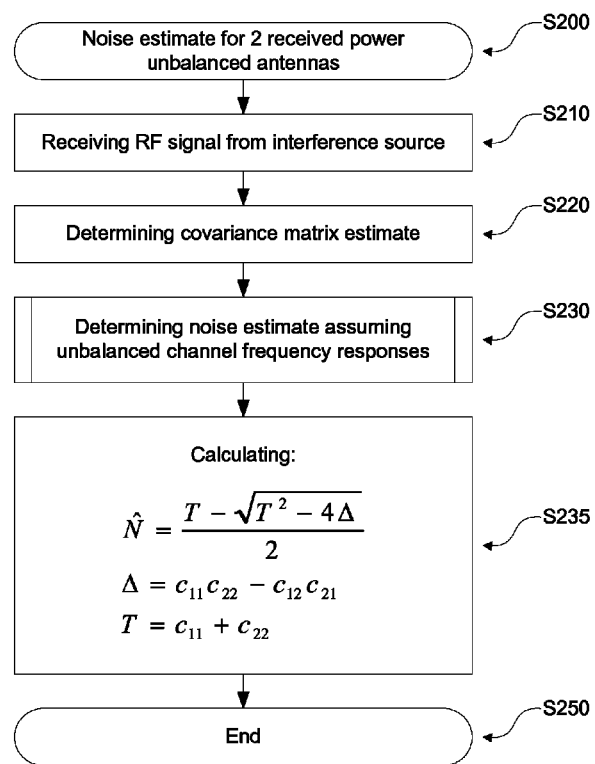 S200
Noise estimate for 2 received power
unbalanced antennas
S210
Receiving RF signal from interference source
S220
Determining covariance matrix estimate
S230
Determining noise estimate assuming
unbalanced channel frequency responses
S235
Calculating:
N̂ = (T − √(T² − 4Δ)) / 2
Δ = c₁₁c₂₂ − c₁₂c₂₁
T = c₁₁ + c₂₂
S250
End